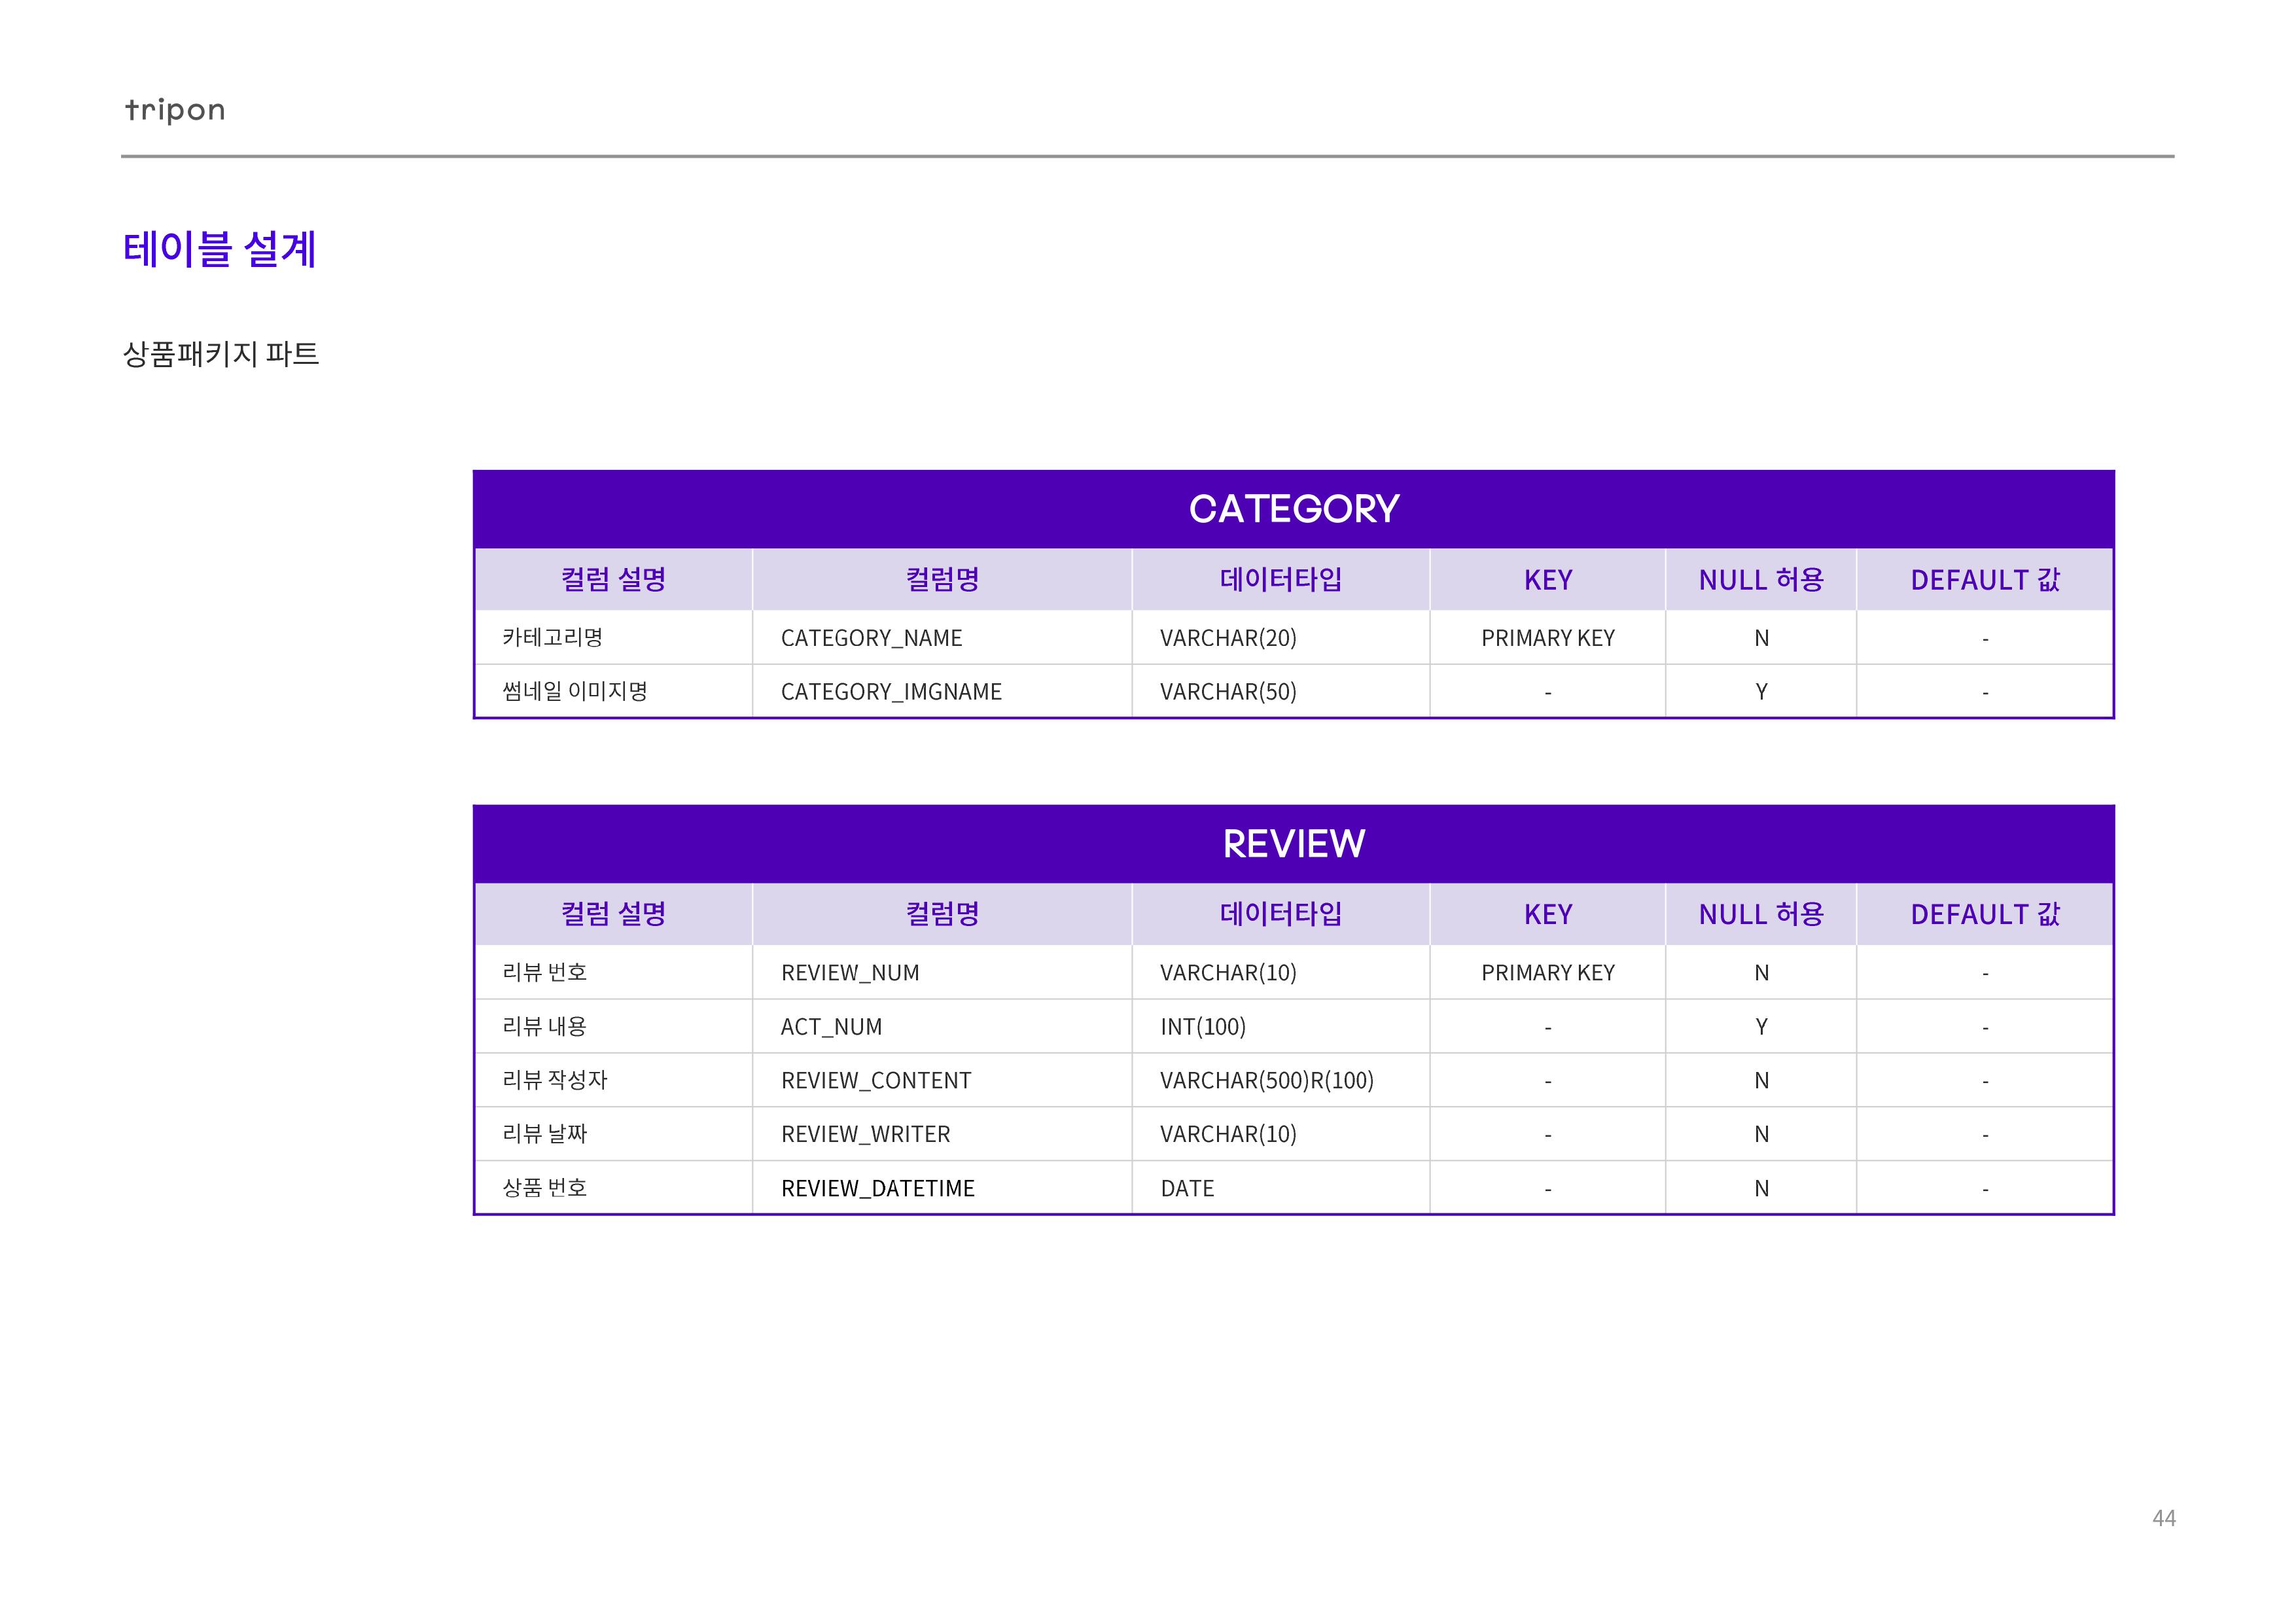 tripon
테이블 설계
상품패키지 파트
CATEGORY
컬럼 설명 컬럼명 데이터타입 KEY NULL 허용 DEFAULT 값
카테고리명 CATEGORY_NAME VARCHAR(20) PRIMARY KEY N -
썸네일 이미지명 CATEGORY_IMGNAME VARCHAR(50) - Y -
REVIEW
컬럼 설명 컬럼명 데이터타입 KEY NULL 허용 DEFAULT 값
리뷰 번호 REVIEW_NUM VARCHAR(10) PRIMARY KEY N -
리뷰 내용 ACT_NUM INT(100) - Y -
리뷰 작성자 REVIEW_CONTENT VARCHAR(500)R(100) - N -
리뷰 날짜 REVIEW_WRITER VARCHAR(10) - N -
상품 번호 REVIEW_DATETIME DATE - N -
44